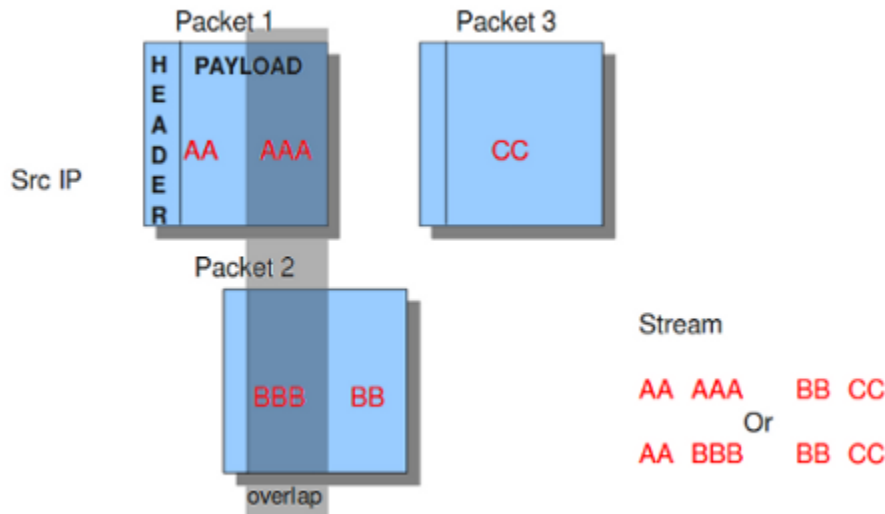 Packet 1
Packet 3
HEADER
PAYLOAD
AA AAA
CC
Src IP
Packet 2
BBB BB
overlap
Stream
AA AAA BB CC
Or
AA BBB BB CC